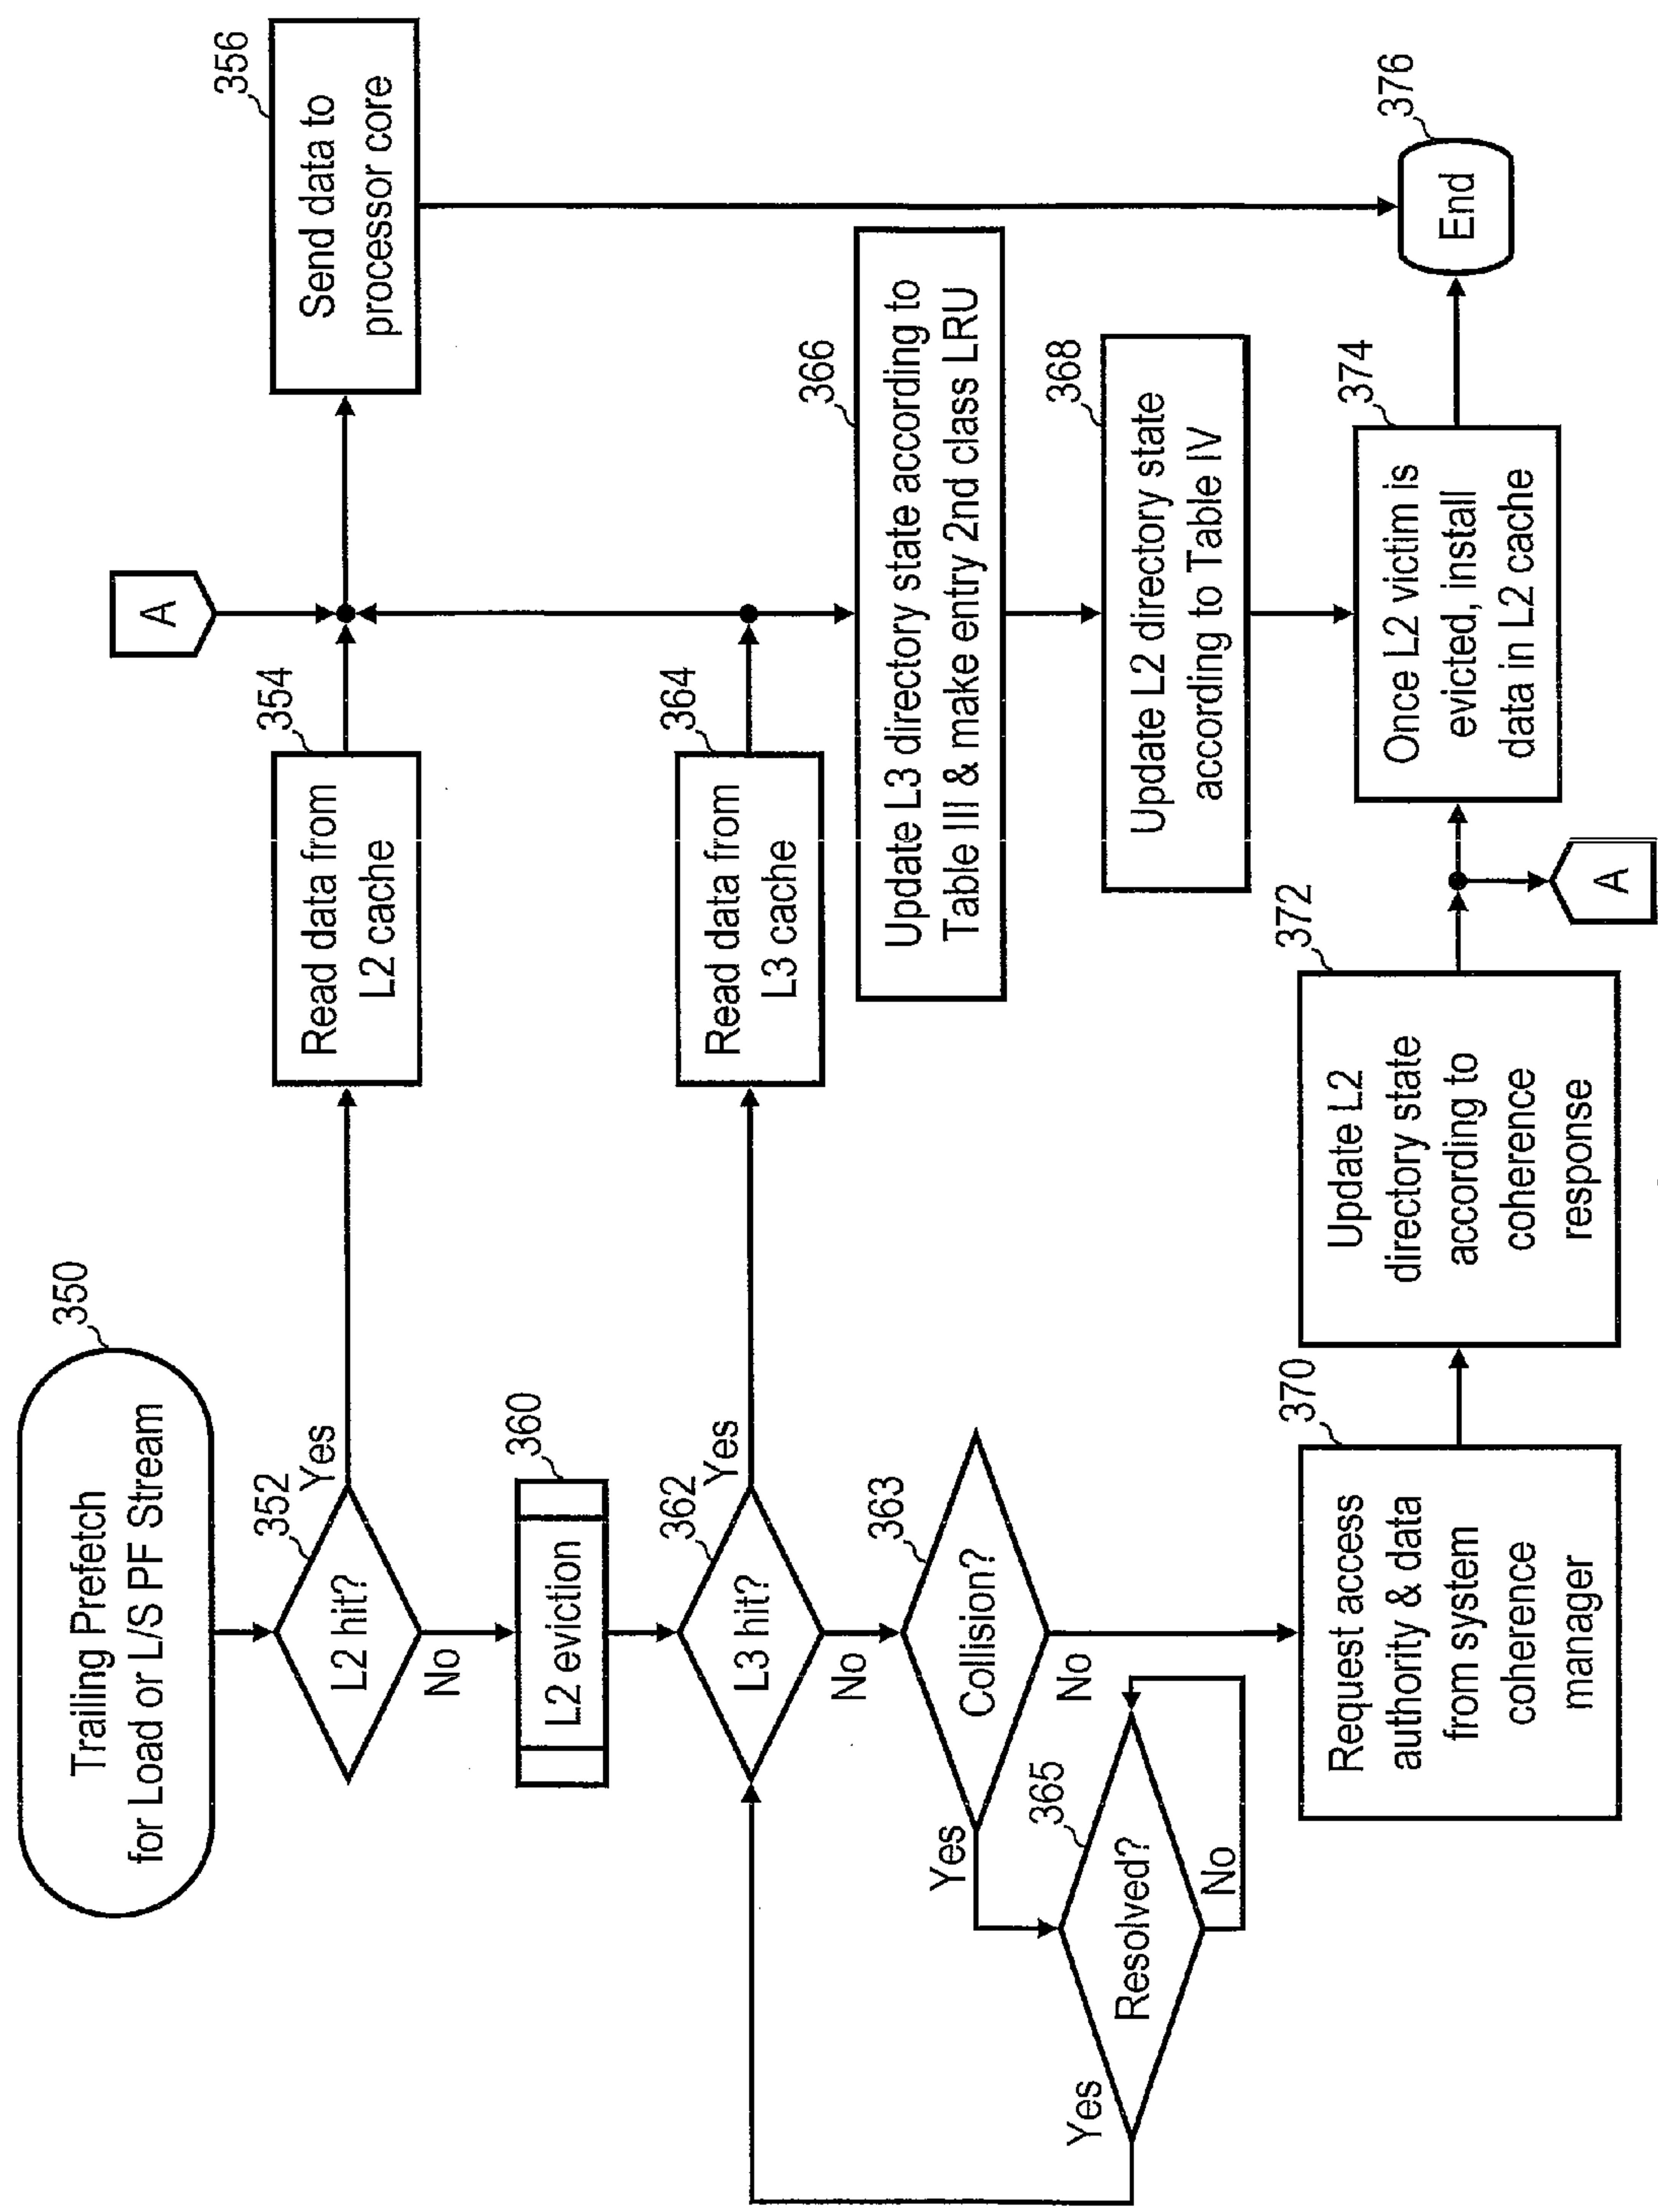 350
Trailing Prefetch
for Load or L/S PF Stream
352
L2 hit?
Yes
No
354
Read data from
L2 cache
A
356
Send data to
processor core
360
L2 eviction
362
L3 hit?
Yes
No
364
Read data from
L3 cache
363
Collision?
Yes
No
365
Resolved?
Yes
No
366
Update L3 directory state according to
Table III & make entry 2nd class LRU
368
Update L2 directory state
according to Table IV
370
Request access
authority & data
from system
coherence
manager
372
Update L2
directory state
according to
coherence
response
A
374
Once L2 victim is
evicted, install
data in L2 cache
376
End